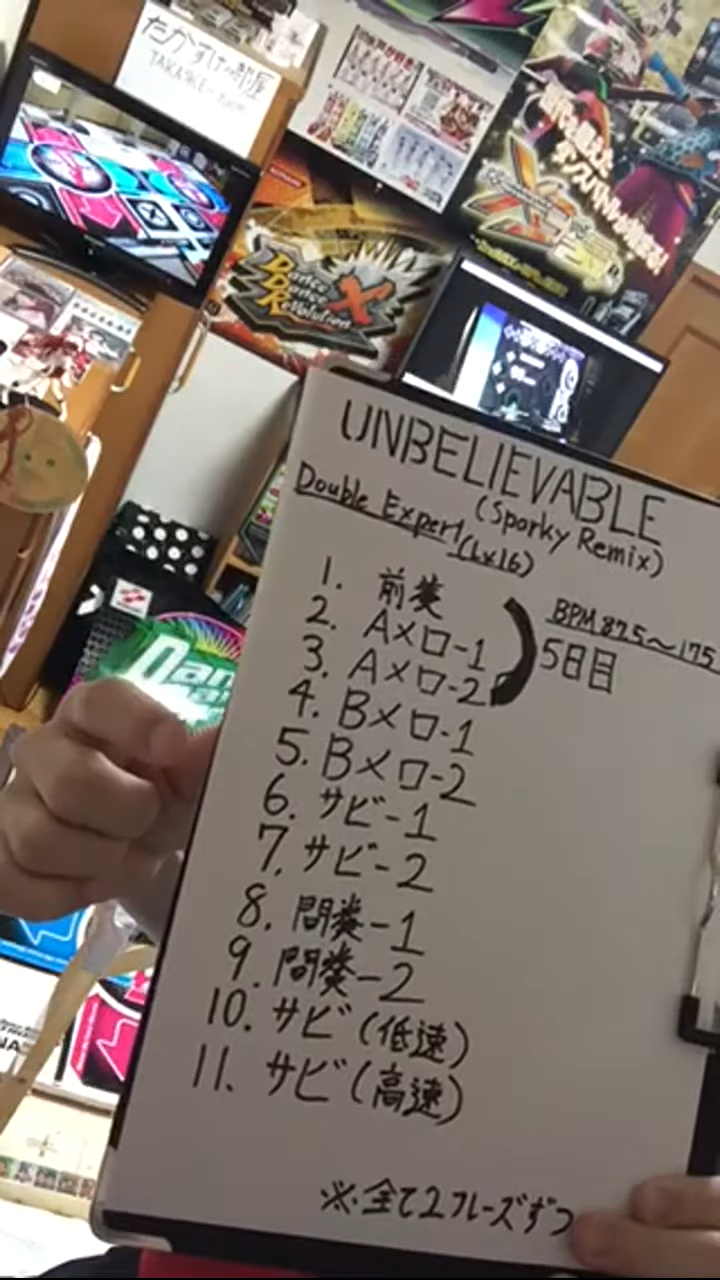 たかすけの部屋
TAKASKE-room
KONAMI
Dance
Dance
Revolution
X
UNBELIEVABLE
(Sparky Remix)
Double Expert (Lv.16)
BPM 87.5〜175
1. 前奏
2. Aメロ-1
3. Aメロ-2
5日目
4. Bメロ-1
5. Bメロ-2
6. サビ-1
7. サビ-2
8. 間奏-1
9. 間奏-2
10. サビ(低速)
11. サビ(高速)
※全て2フレーズずつ